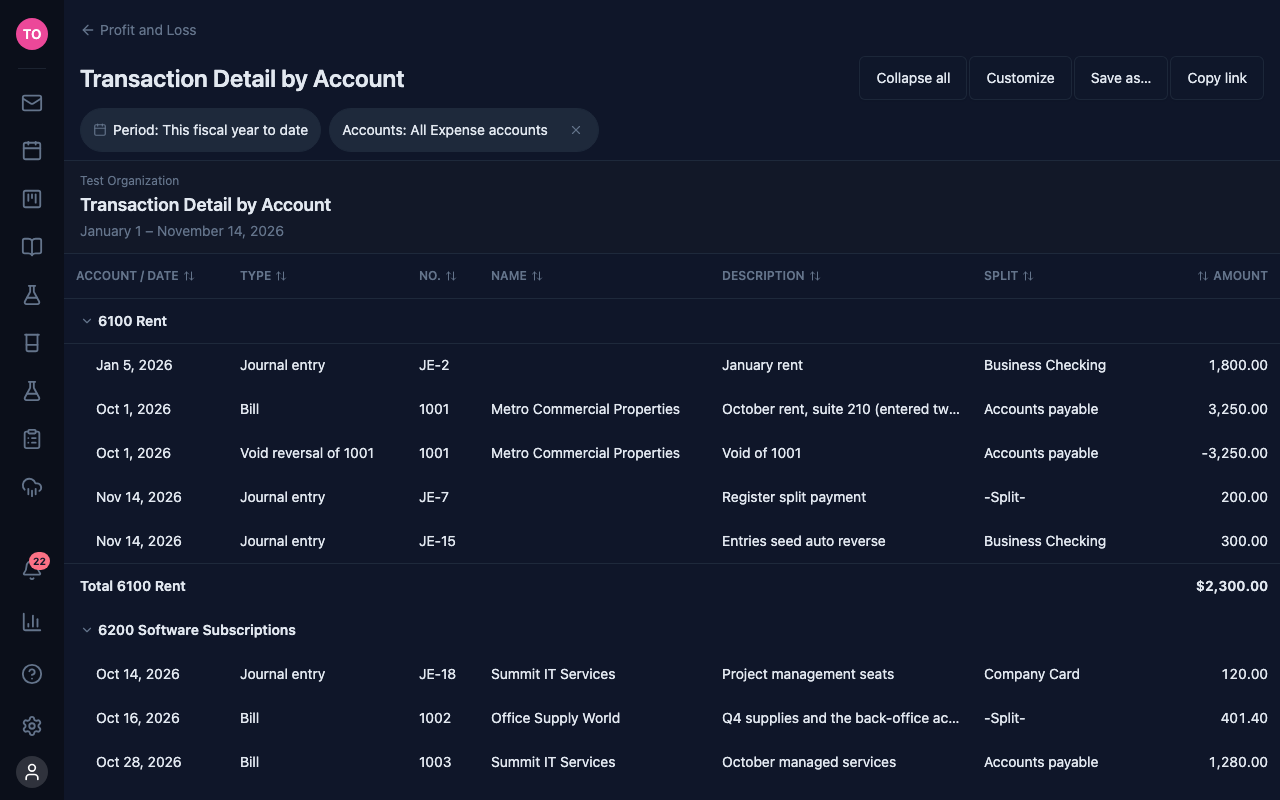 TO
Profit and Loss
Transaction Detail by Account
Collapse all
Customize
Save as...
Copy link
Period: This fiscal year to date
Accounts: All Expense accounts
Test Organization
Transaction Detail by Account
January 1 – November 14, 2026
ACCOUNT / DATE TYPE NO. NAME DESCRIPTION SPLIT AMOUNT
6100 Rent
Jan 5, 2026 Journal entry JE-2 January rent Business Checking 1,800.00
Oct 1, 2026 Bill 1001 Metro Commercial Properties October rent, suite 210 (entered tw... Accounts payable 3,250.00
Oct 1, 2026 Void reversal of 1001 1001 Metro Commercial Properties Void of 1001 Accounts payable -3,250.00
Nov 14, 2026 Journal entry JE-7 Register split payment -Split- 200.00
Nov 14, 2026 Journal entry JE-15 Entries seed auto reverse Business Checking 300.00
22
Total 6100 Rent $2,300.00
6200 Software Subscriptions
Oct 14, 2026 Journal entry JE-18 Summit IT Services Project management seats Company Card 120.00
Oct 16, 2026 Bill 1002 Office Supply World Q4 supplies and the back-office ac... -Split- 401.40
Oct 28, 2026 Bill 1003 Summit IT Services October managed services Accounts payable 1,280.00